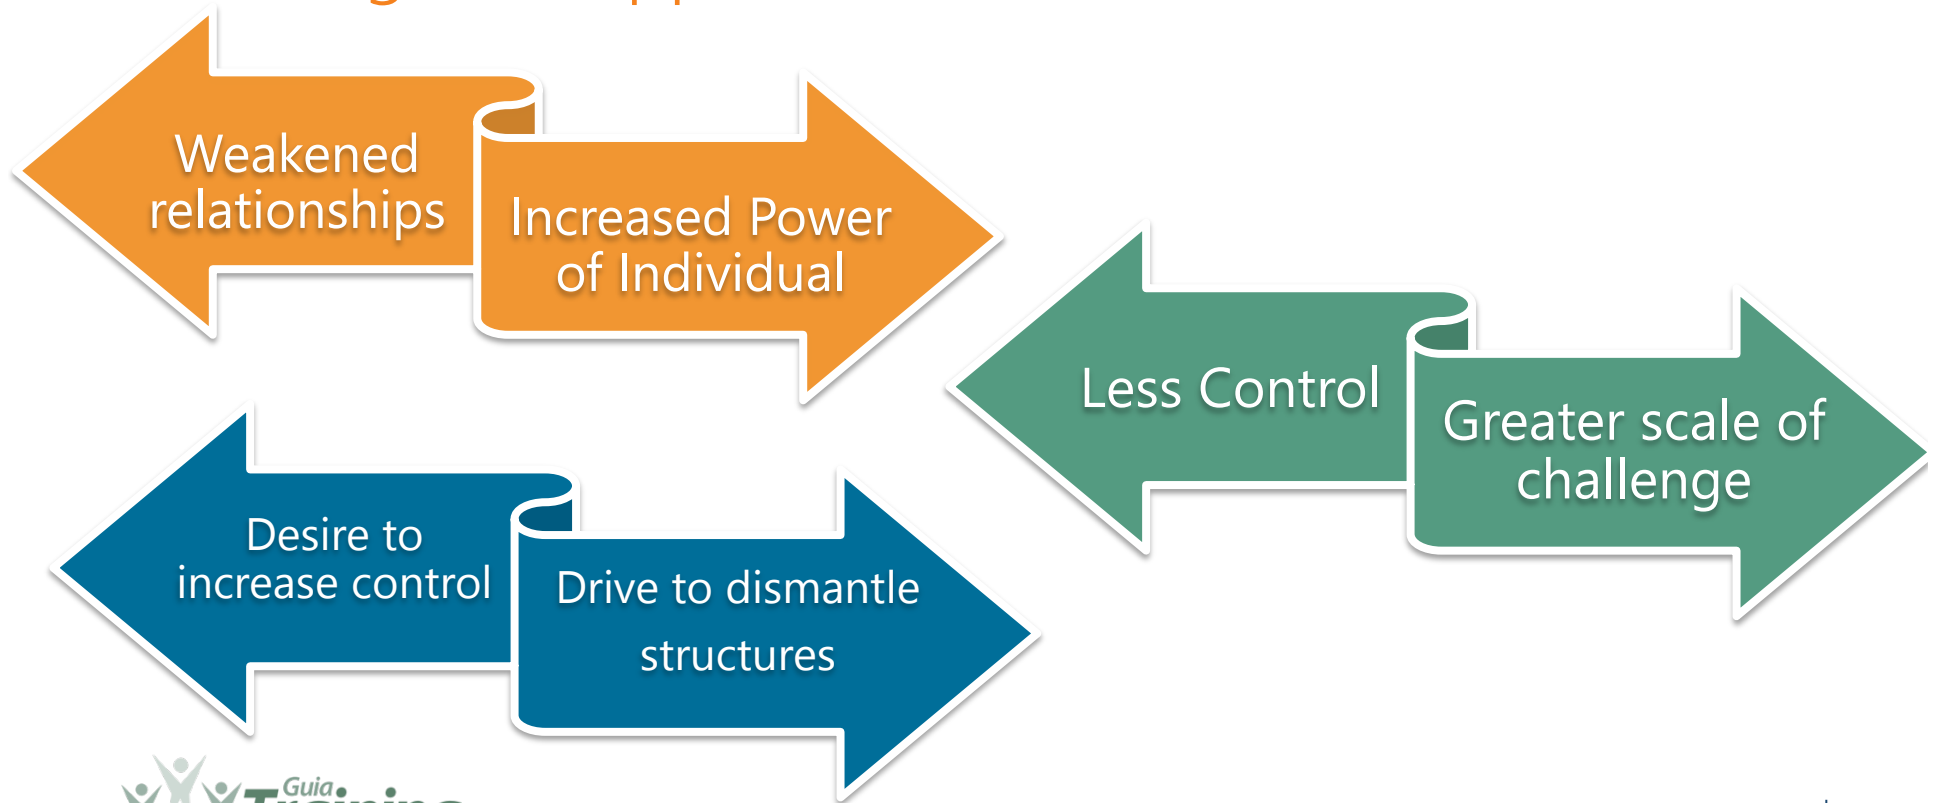 Weakened
relationships
Increased Power
of Individual
Less Control
Greater scale of
challenge
Desire to
increase control
Drive to dismantle
structures
Guia
Training